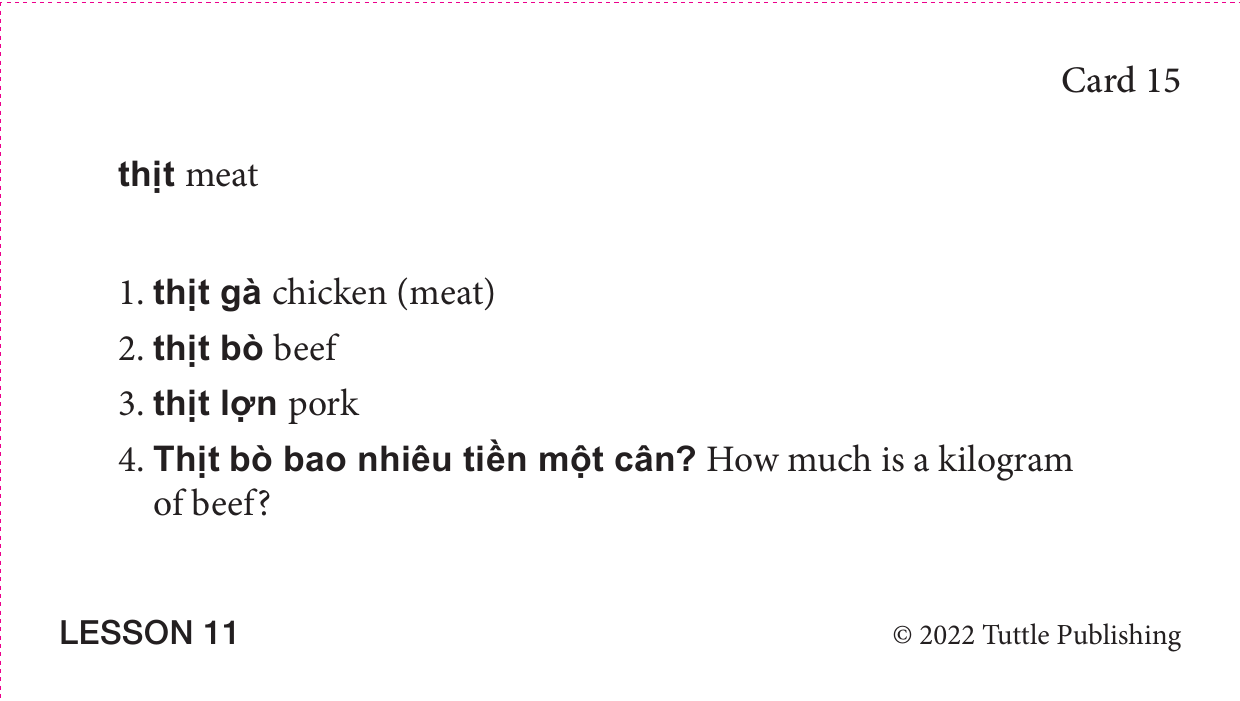 Card 15
thịt meat
1. thịt gà chicken (meat)
2. thịt bò beef
3. thịt lợn pork
4. Thịt bò bao nhiêu tiền một cân? How much is a kilogram
of beef?
LESSON 11
© 2022 Tuttle Publishing